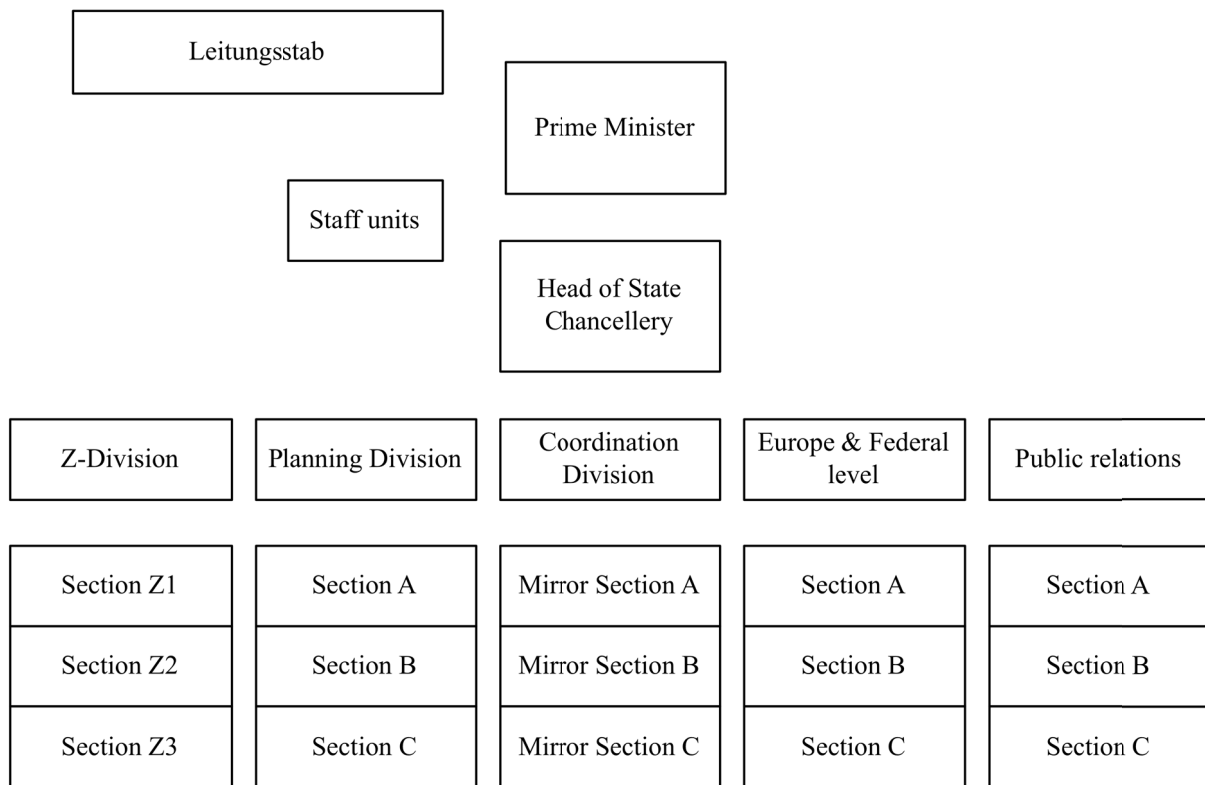 Leitungsstab
Prime Minister
Staff units
Head of State
Chancellery
Z-Division
Planning Division
Coordination
Division
Europe & Federal
level
Public relations
Section Z1
Section A
Mirror Section A
Section A
Section A
Section Z2
Section B
Mirror Section B
Section B
Section B
Section Z3
Section C
Mirror Section C
Section C
Section C